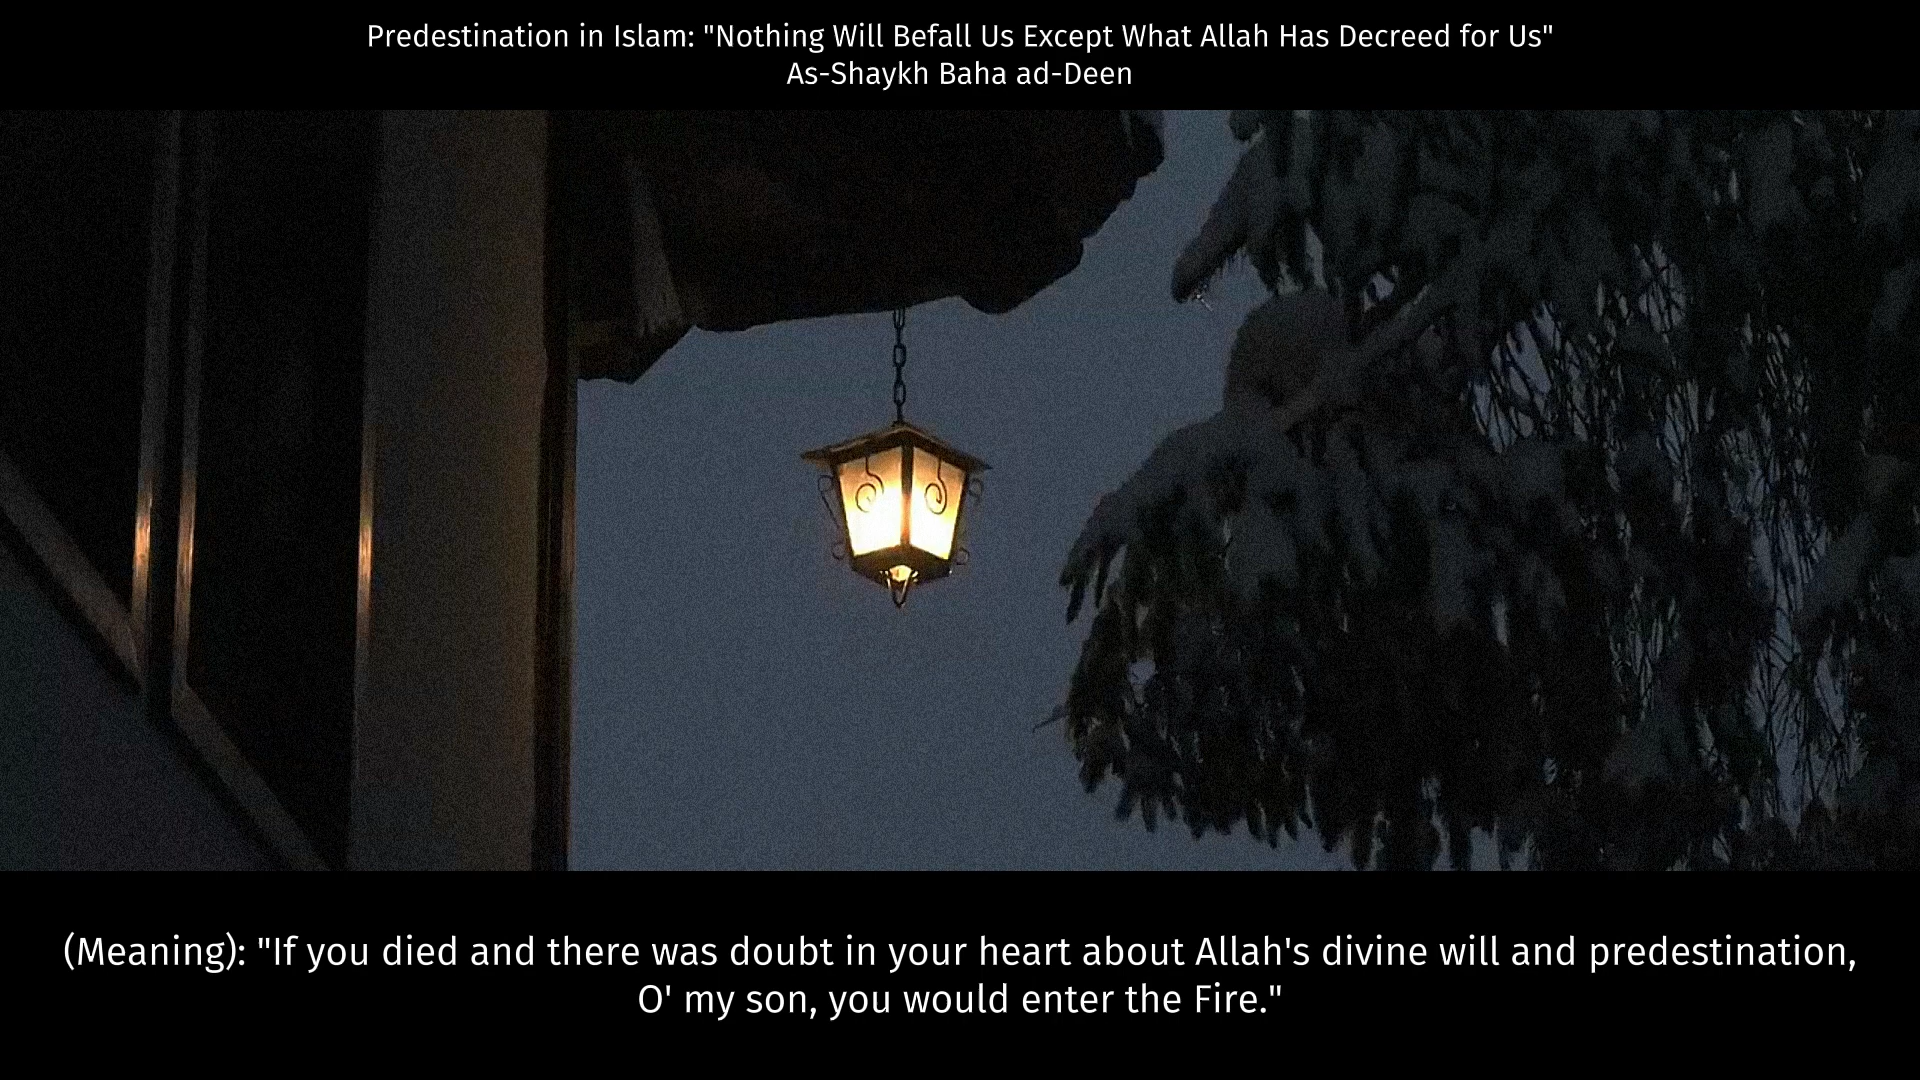 Predestination in Islam: "Nothing Will Befall Us Except What Allah Has Decreed for Us"
As-Shaykh Baha ad-Deen
(Meaning): "If you died and there was doubt in your heart about Allah's divine will and predestination,
O' my son, you would enter the Fire."